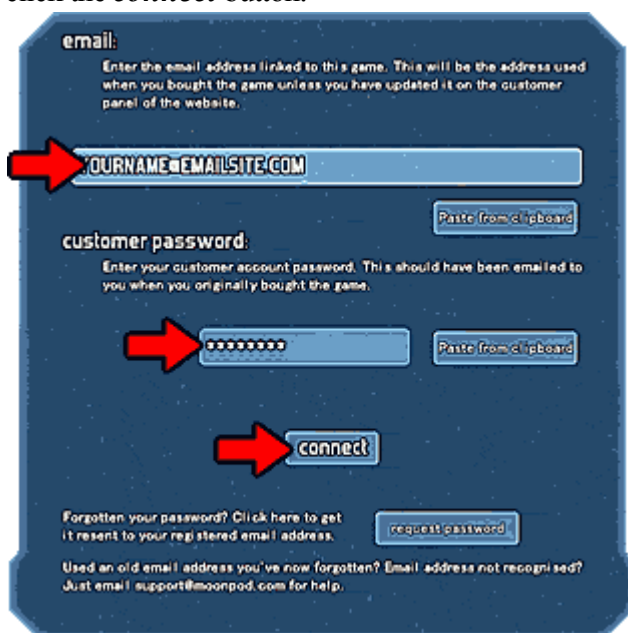 click the connect button.
email:
Enter the email address linked to this game. This will be the address used
when you bought the game unless you have updated it on the customer
panel of the website.
YOURNAME@EMAILSITE.COM
Paste from clipboard
customer password:
Enter your customer account password. This should have been emailed to
you when you originally bought the game.
********
Paste from clipboard
connect
Forgotten your password? Click here to get
it resent to your registered email address.
request password
Used an old email address you've now forgotten? Email address not recognised?
Just email support@moonpod.com for help.